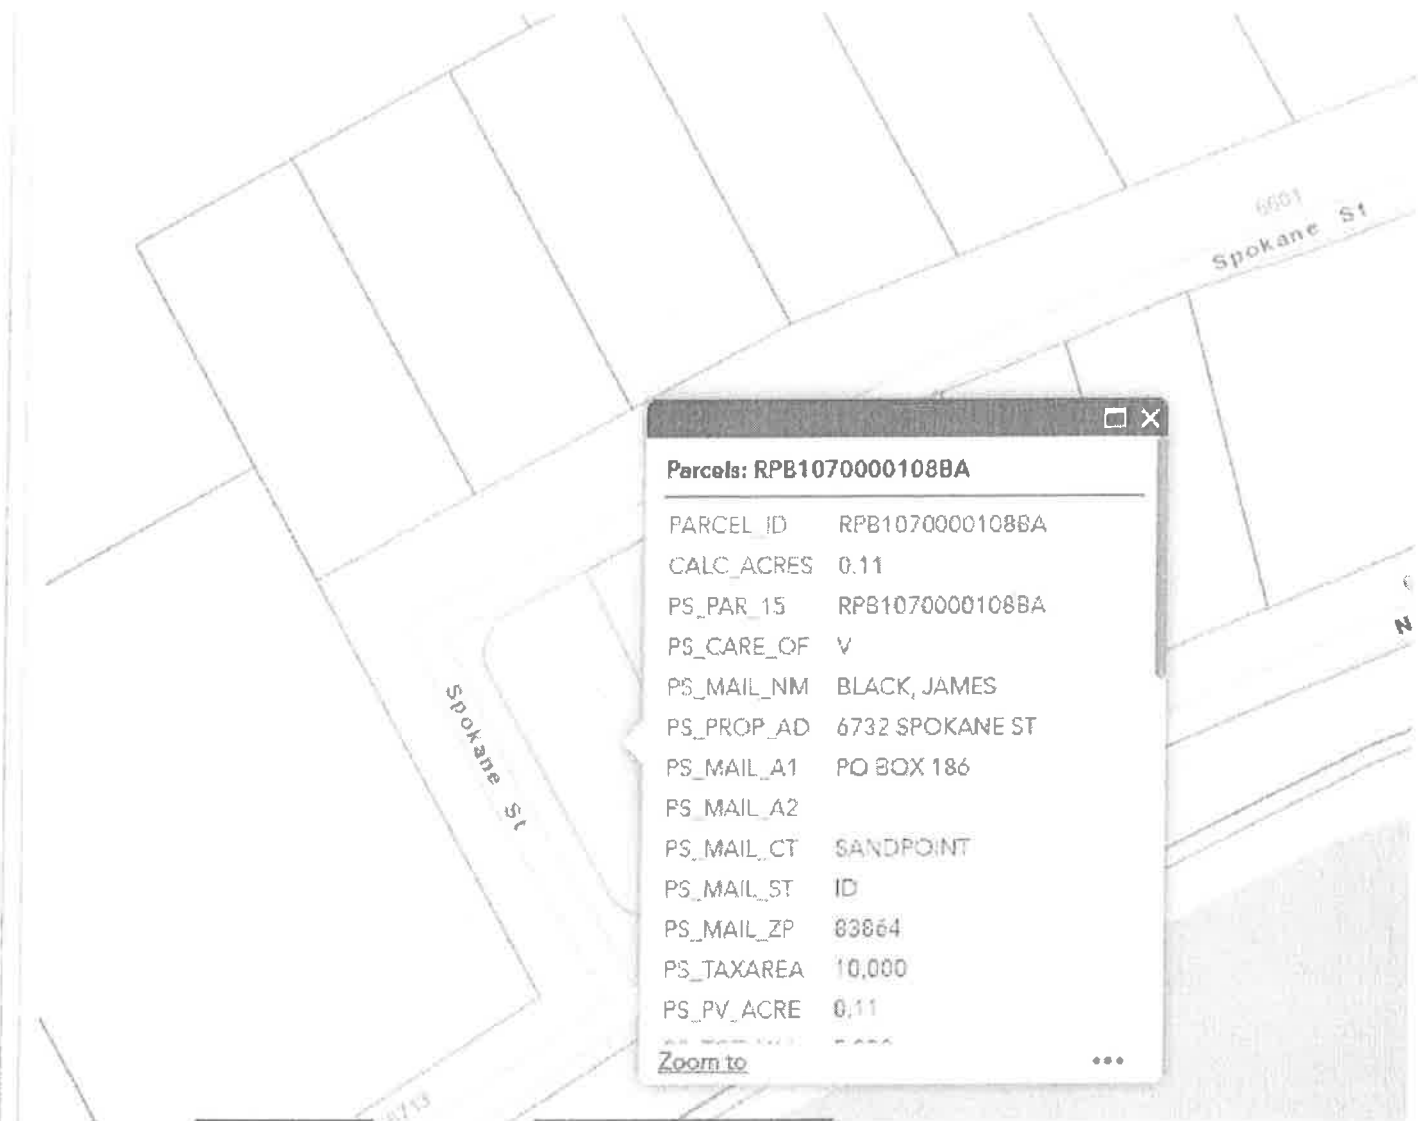 6601
Spokane St
Parcels: RPB1070000108BA
PARCEL_ID RPB1070000108BA
CALC_ACRES 0.11
PS_PAR_15 RPB1070000108BA
PS_CARE_OF V
PS_MAIL_NM BLACK, JAMES
PS_PROP_AD 6732 SPOKANE ST
PS_MAIL_A1 PO BOX 186
PS_MAIL_A2
PS_MAIL_CT SANDPOINT
PS_MAIL_ST ID
PS_MAIL_ZP 83864
PS_TAXAREA 10,000
PS_PV_ACRE 0.11
Zoom to
Spokane St
N
6713